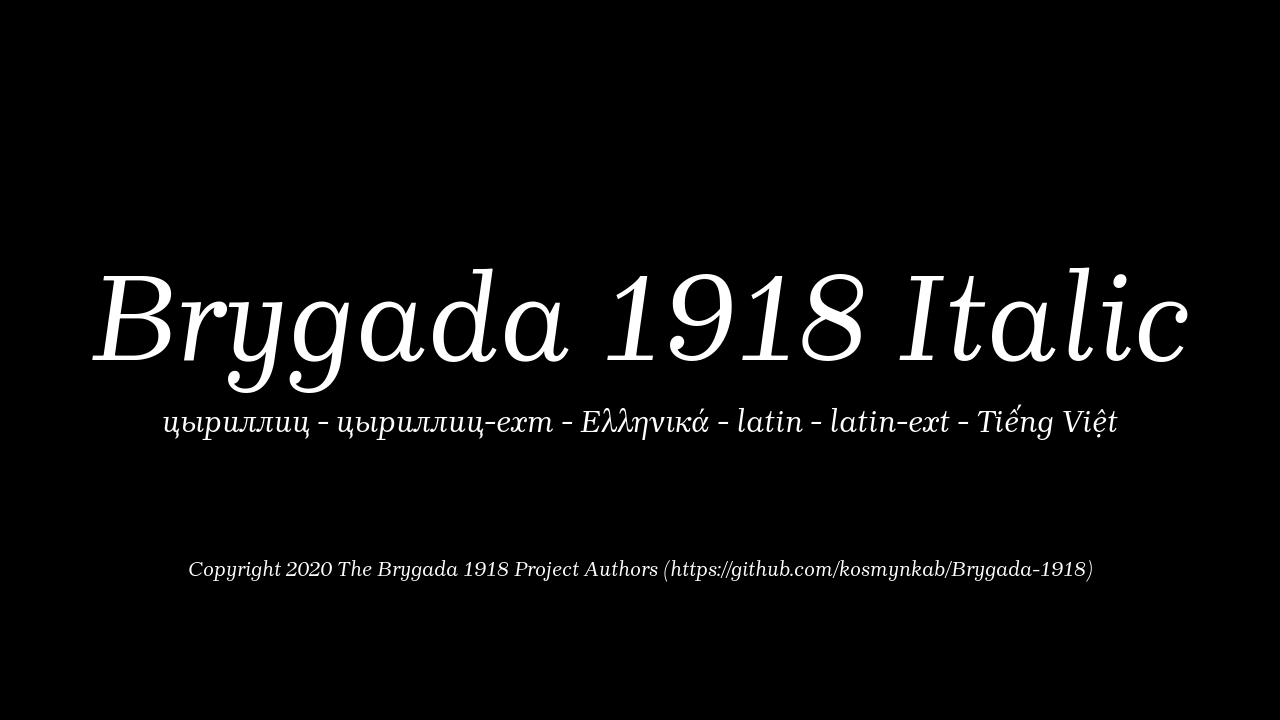 Brygada 1918 Italic
цыриллиц - цыриллиц-ехт - Ελληνικά - latin - latin-ext - Tiếng Việt
Copyright 2020 The Brygada 1918 Project Authors (https://github.com/kosmynkab/Brygada-1918)